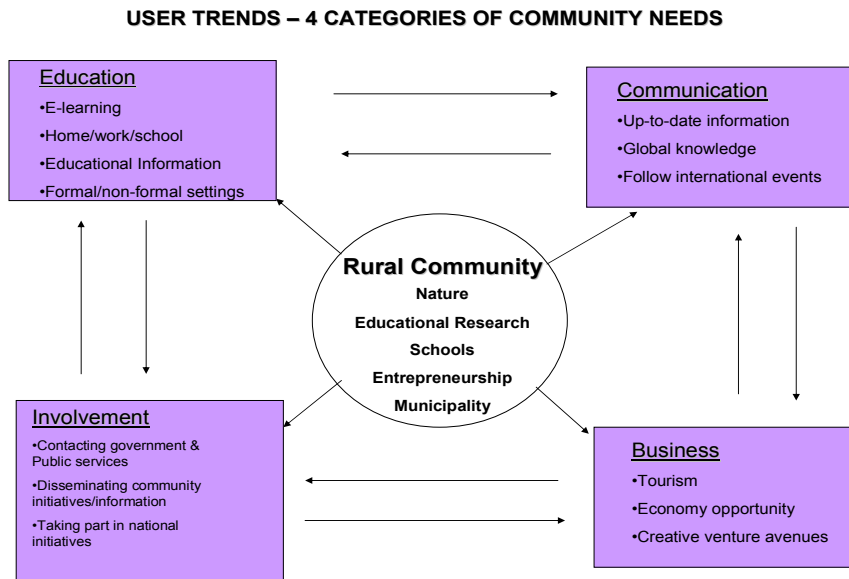 USER TRENDS – 4 CATEGORIES OF COMMUNITY NEEDS
Education
•E-learning
•Home/work/school
•Educational Information
•Formal/non-formal settings
Communication
•Up-to-date information
•Global knowledge
•Follow international events
Rural Community
Nature
Educational Research
Schools
Entrepreneurship
Municipality
Involvement
•Contacting government &
Public services
•Disseminating community
initiatives/information
•Taking part in national
initiatives
Business
•Tourism
•Economy opportunity
•Creative venture avenues